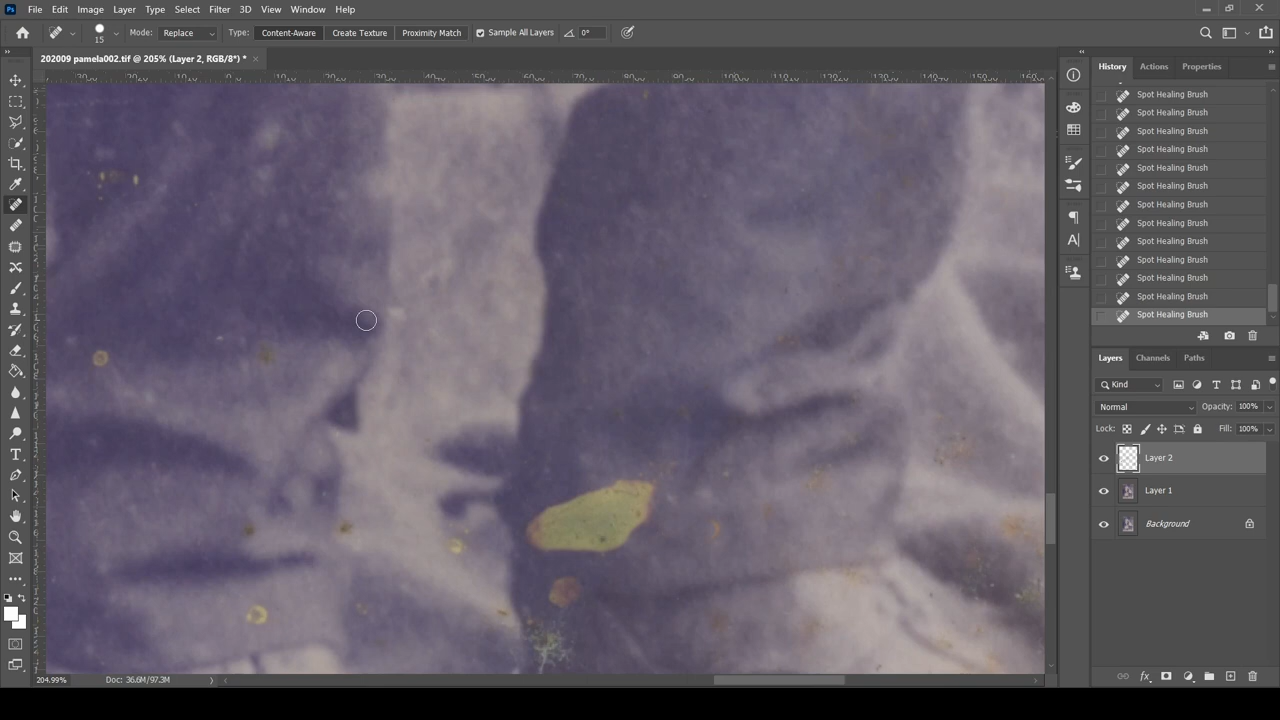 Ps File Edit Image Layer Type Select Filter 3D View Window Help
15 Mode: Replace Type: Content-Aware Create Texture Proximity Match Sample All Layers 0°
202009 pamela002.tif @ 205% (Layer 2, RGB/8*) *
History Actions Properties
Spot Healing Brush
Spot Healing Brush
Spot Healing Brush
Spot Healing Brush
Spot Healing Brush
Spot Healing Brush
Spot Healing Brush
Spot Healing Brush
Spot Healing Brush
Spot Healing Brush
Spot Healing Brush
Spot Healing Brush
Spot Healing Brush
Layers Channels Paths
Kind
Normal Opacity: 100%
Lock: Fill: 100%
Layer 2
Layer 1
Background
204.99% Doc: 36.6M/97.3M